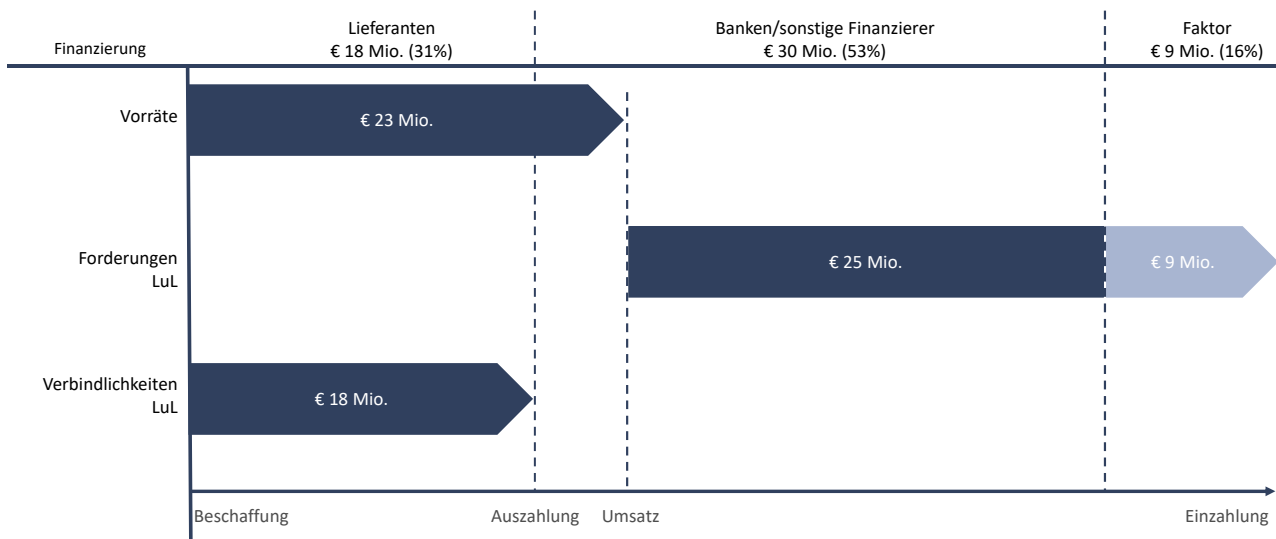 Finanzierung
Lieferanten
€ 18 Mio. (31%)
Banken/sonstige Finanzierer
€ 30 Mio. (53%)
Faktor
€ 9 Mio. (16%)
Vorräte
€ 23 Mio.
Forderungen
LuL
€ 25 Mio.
€ 9 Mio.
Verbindlichkeiten
LuL
€ 18 Mio.
Beschaffung
Auszahlung
Umsatz
Einzahlung